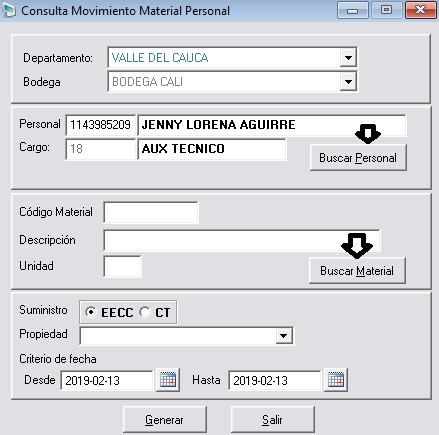 Consulta Movimiento Material Personal
Departamento: VALLE DEL CAUCA
Bodega BODEGA CALI
Personal 1143985209 JENNY LORENA AGUIRRE
Cargo: 18 AUX TECNICO
Buscar Personal
Código Material
Descripción
Unidad
Buscar Material
Suministro EECC CT
Propiedad
Criterio de fecha
Desde 2019-02-13 Hasta 2019-02-13
Generar Salir